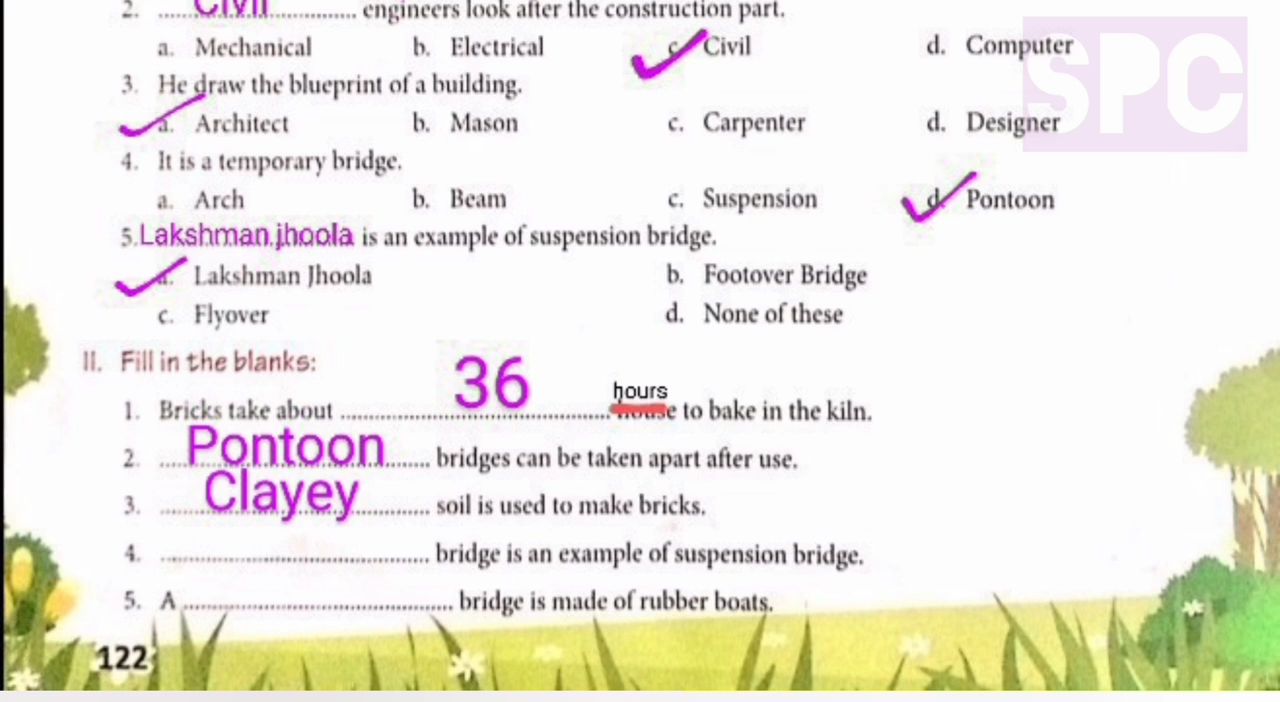 2. ....Civil.... engineers look after the construction part.
a. Mechanical b. Electrical c. Civil d. Computer
SPC
3. He draw the blueprint of a building.
a. Architect b. Mason c. Carpenter d. Designer
4. It is a temporary bridge.
a. Arch b. Beam c. Suspension d. Pontoon
5. Lakshman jhoola is an example of suspension bridge.
a. Lakshman Jhoola b. Footover Bridge
c. Flyover d. None of these
II. Fill in the blanks:
1. Bricks take about ....36.... hours house to bake in the kiln.
2. ....Pontoon.... bridges can be taken apart after use.
3. ....Clayey.... soil is used to make bricks.
4. .... bridge is an example of suspension bridge.
5. A .... bridge is made of rubber boats.
122